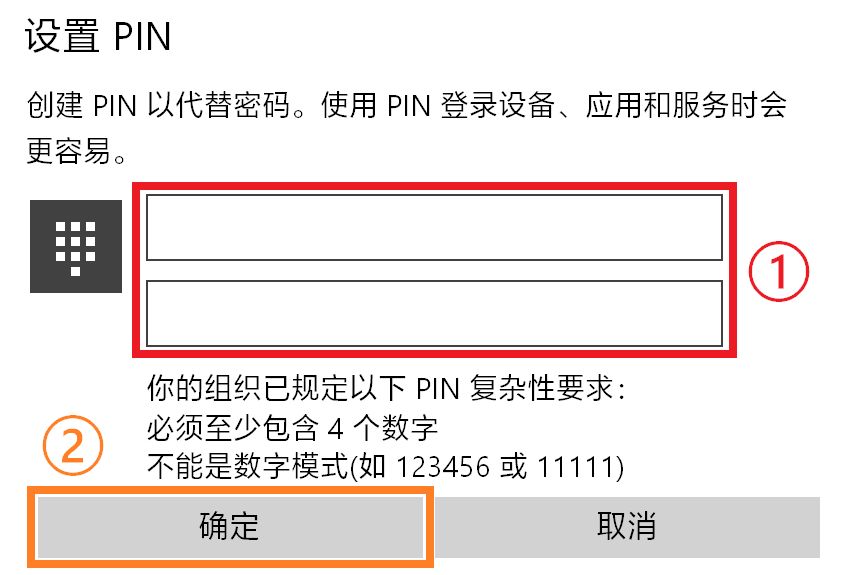 设置 PIN
创建 PIN 以代替密码。使用 PIN 登录设备、应用和服务时会
更容易。
①
你的组织已规定以下 PIN 复杂性要求：
必须至少包含 4 个数字
不能是数字模式(如 123456 或 11111)
②
确定
取消